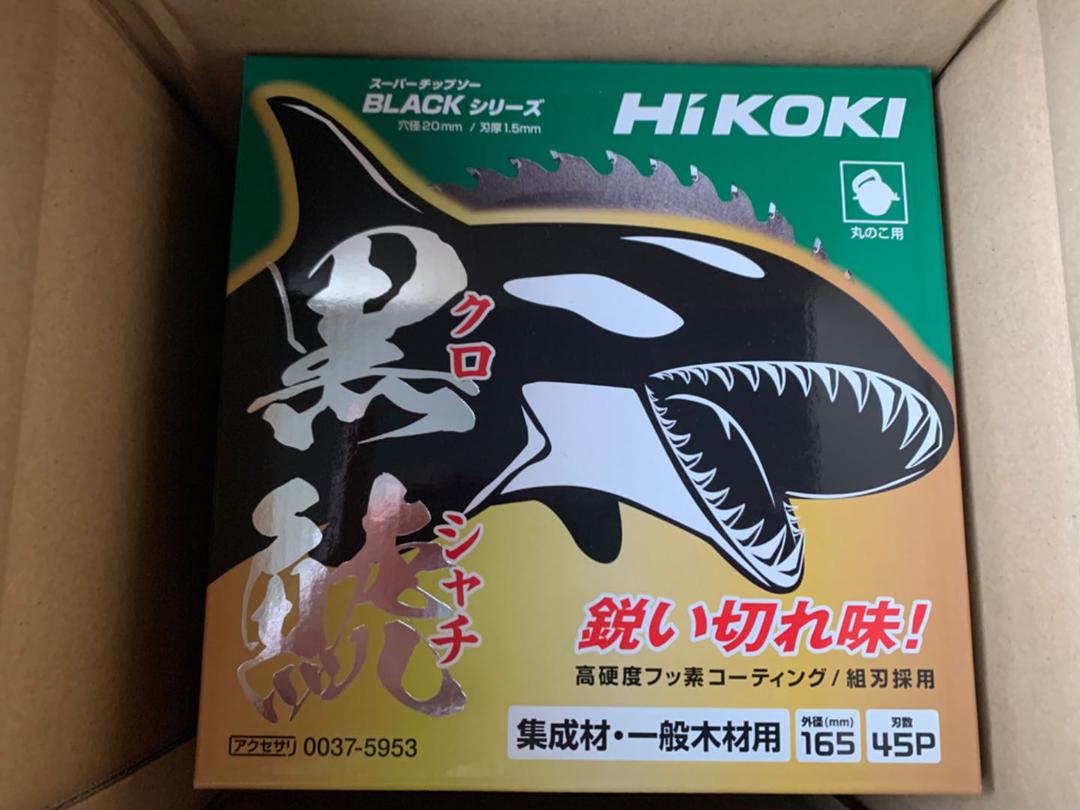 スーパーチップソー
BLACKシリーズ
穴径20mm / 刃厚1.5mm
HiKOKI
丸のこ用
黒鯱
クロ
シャチ
鋭い切れ味!
高硬度フッ素コーティング/組刃採用
集成材・一般木材用
外径(mm)
165
刃数
45P
アクセサリ 0037-5953